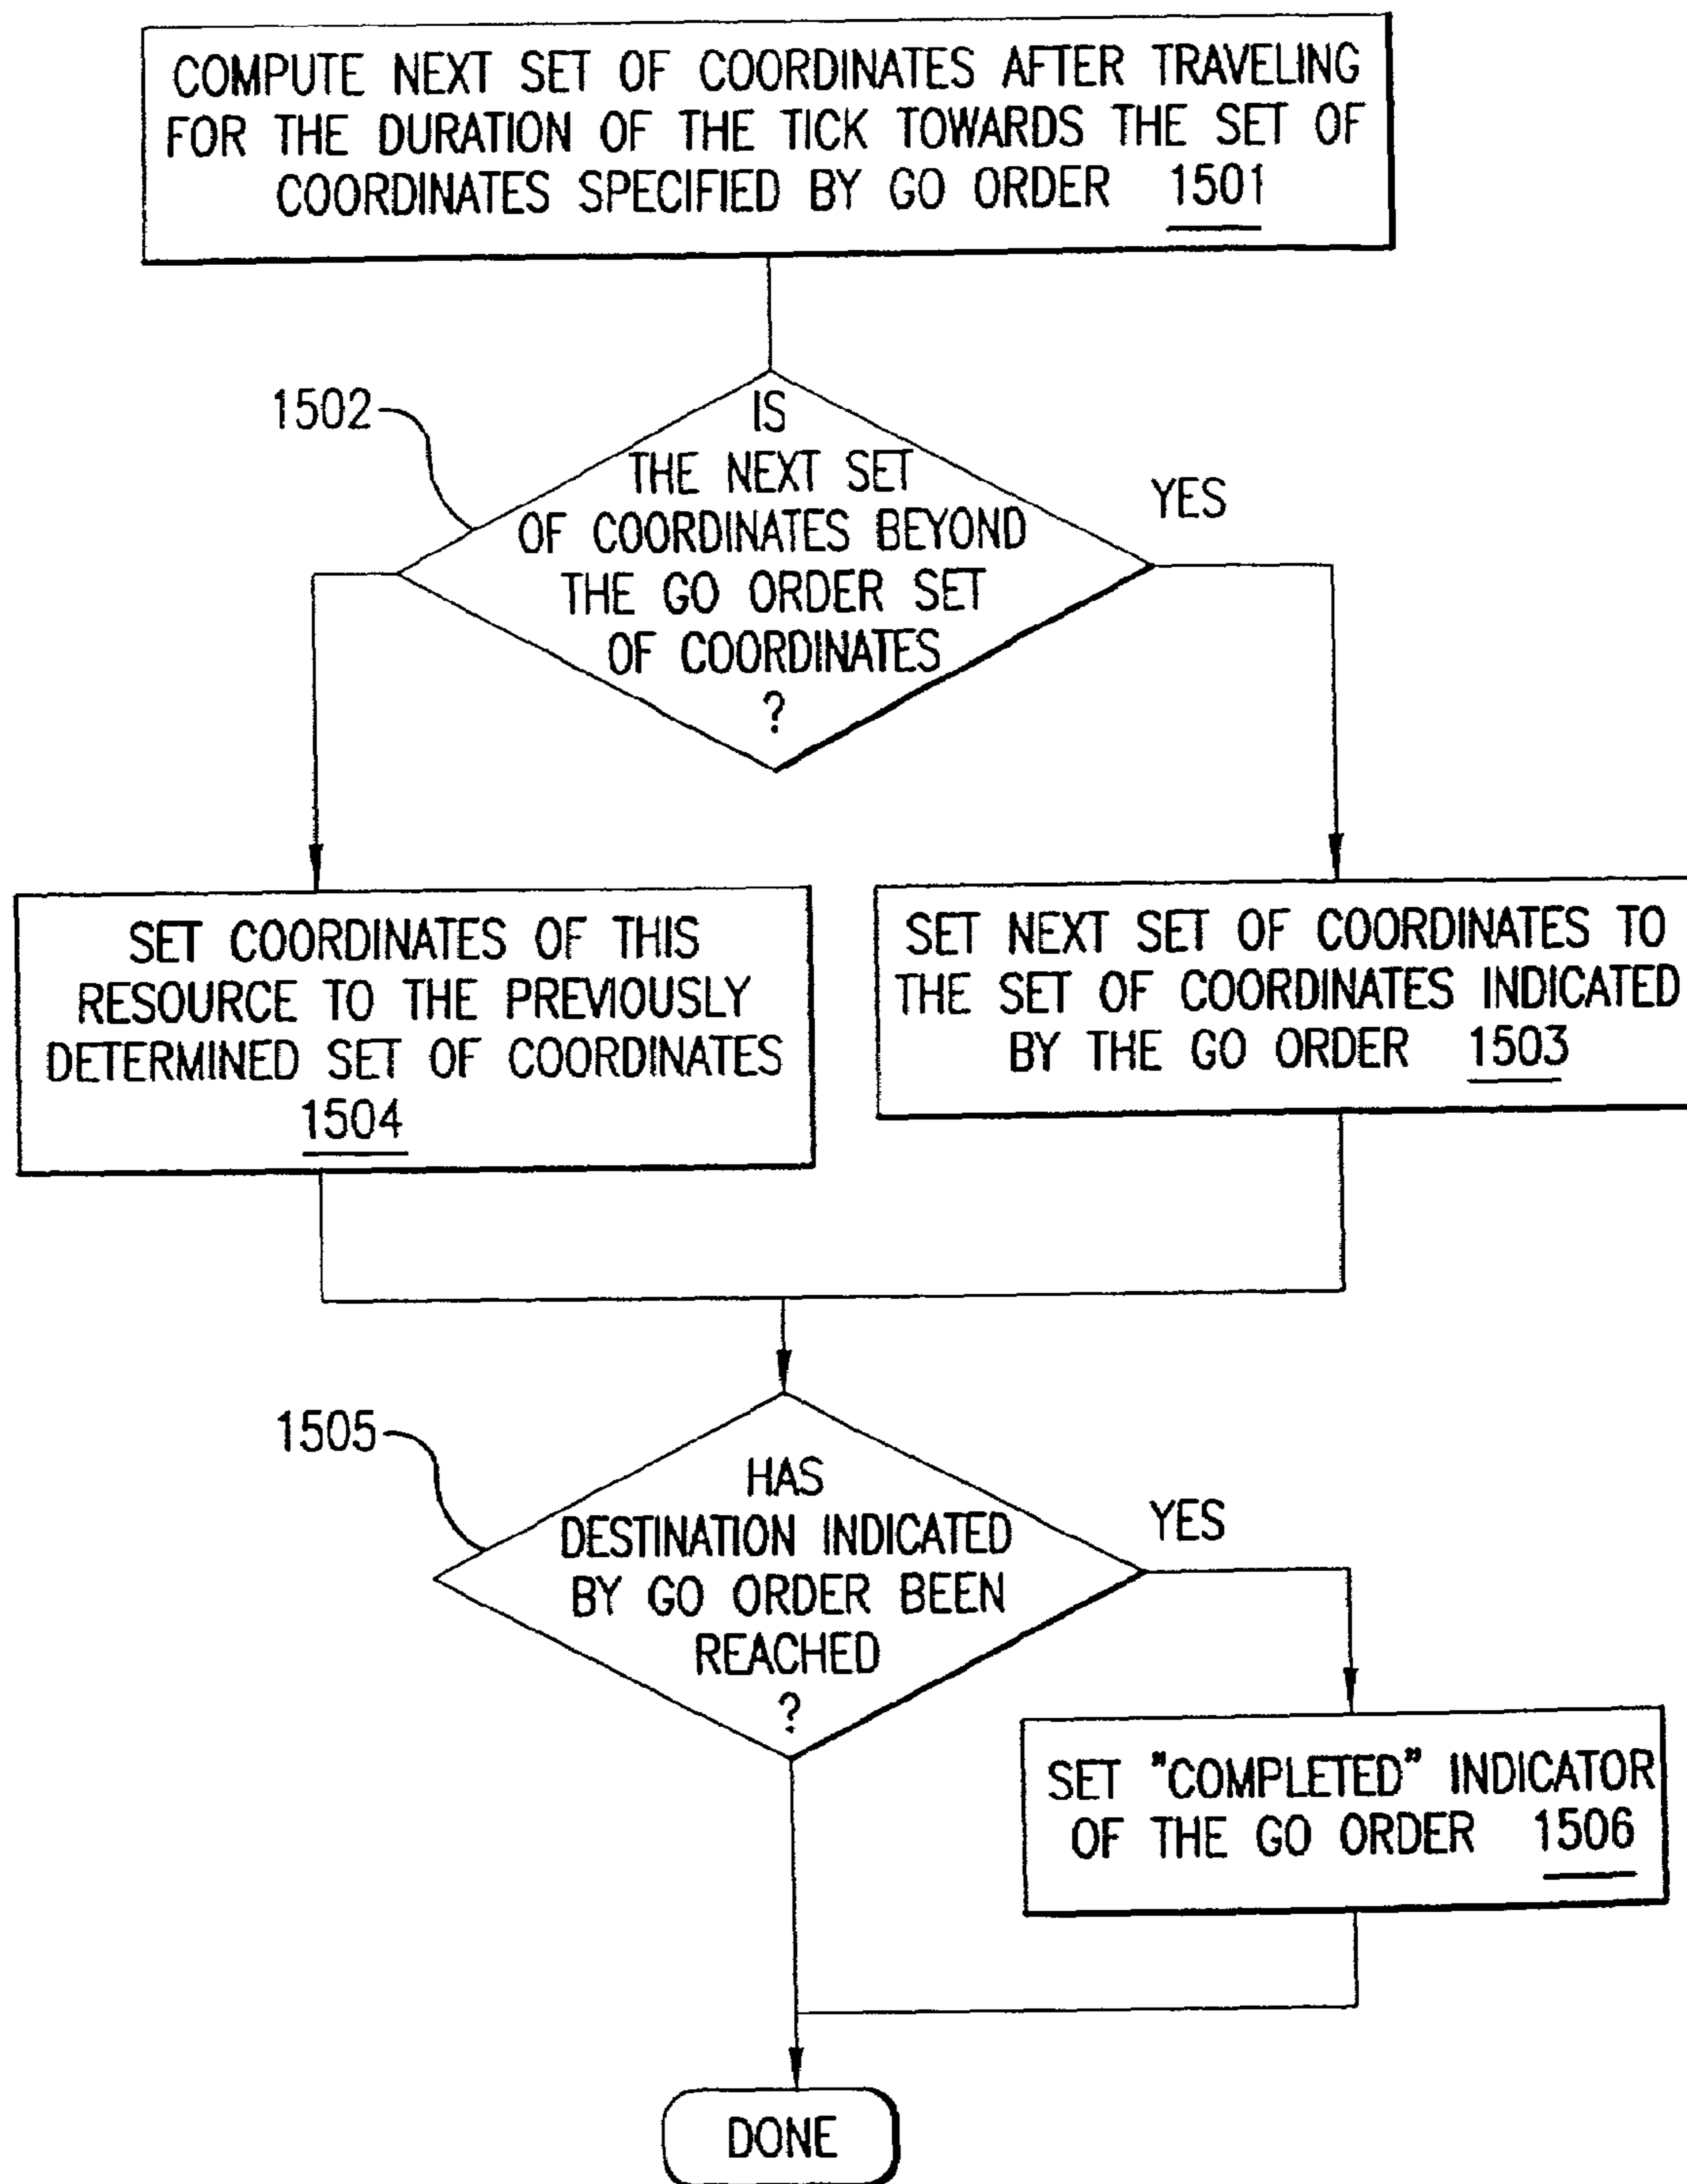 COMPUTE NEXT SET OF COORDINATES AFTER TRAVELING
FOR THE DURATION OF THE TICK TOWARDS THE SET OF
COORDINATES SPECIFIED BY GO ORDER 1501
1502
IS
THE NEXT SET
OF COORDINATES BEYOND
THE GO ORDER SET
OF COORDINATES
?
YES
SET COORDINATES OF THIS
RESOURCE TO THE PREVIOUSLY
DETERMINED SET OF COORDINATES
1504
SET NEXT SET OF COORDINATES TO
THE SET OF COORDINATES INDICATED
BY THE GO ORDER 1503
1505
HAS
DESTINATION INDICATED
BY GO ORDER BEEN
REACHED
?
YES
SET "COMPLETED" INDICATOR
OF THE GO ORDER 1506
DONE